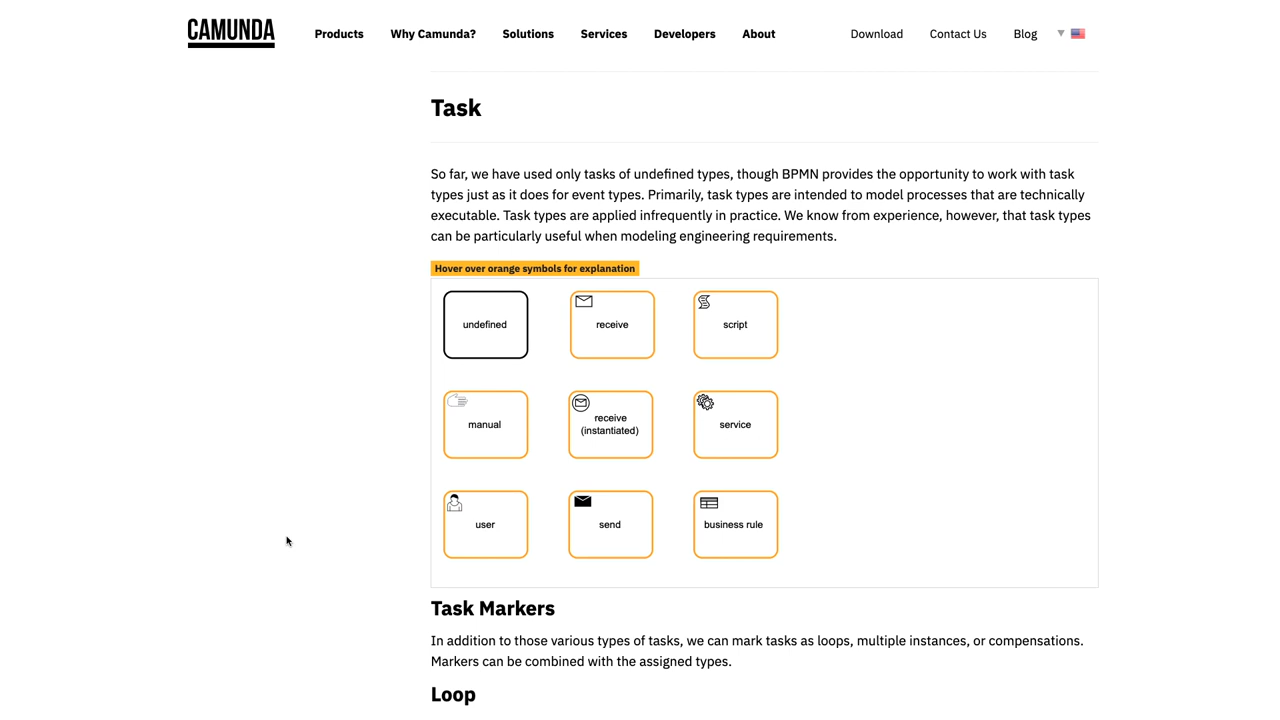 CAMUNDA
Products Why Camunda? Solutions Services Developers About Download Contact Us Blog
Task
So far, we have used only tasks of undefined types, though BPMN provides the opportunity to work with task
types just as it does for event types. Primarily, task types are intended to model processes that are technically
executable. Task types are applied infrequently in practice. We know from experience, however, that task types
can be particularly useful when modeling engineering requirements.
Hover over orange symbols for explanation
undefined
receive
script
manual
receive
(instantiated)
service
user
send
business rule
Task Markers
In addition to those various types of tasks, we can mark tasks as loops, multiple instances, or compensations.
Markers can be combined with the assigned types.
Loop